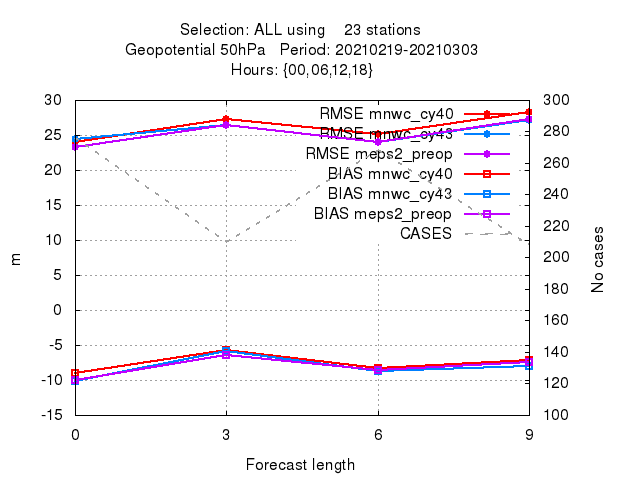 Selection: ALL using 23 stations
Geopotential 50hPa Period: 20210219-20210303
Hours: {00,06,12,18}
30 300
25 280
20 260
15 240
10 220
5 200
0 180
-5 160
-10 140
-15 120
100
RMSE mnwc_cy40
RMSE mnwc_cy43
RMSE meps2_preop
BIAS mnwc_cy40
BIAS mnwc_cy43
BIAS meps2_preop
CASES
m
No cases
0 3 6 9
Forecast length